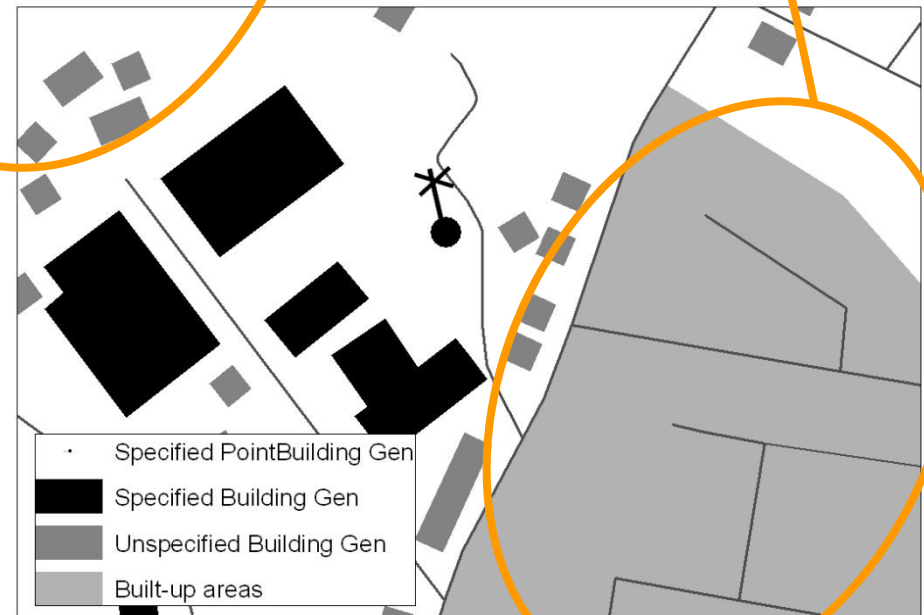 Specified PointBuilding Gen
Specified Building Gen
Unspecified Building Gen
Built-up areas